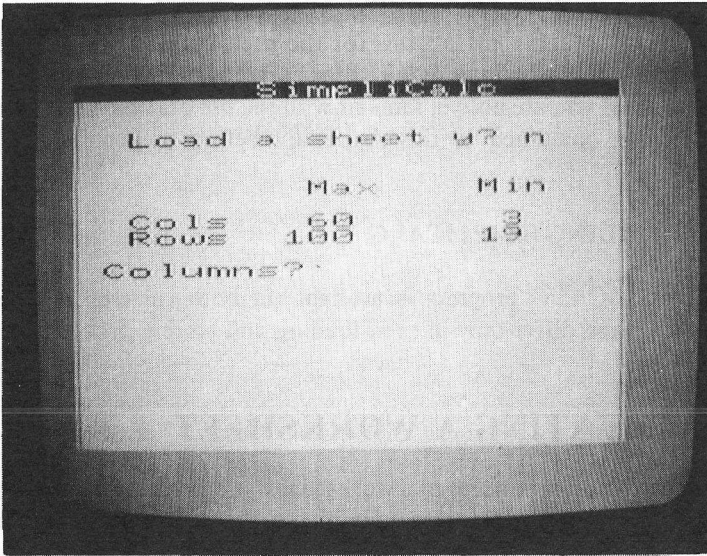 SimpliCalc
Load a sheet y? n
Max Min
Cols 60 3
Rows 100 19
Columns?